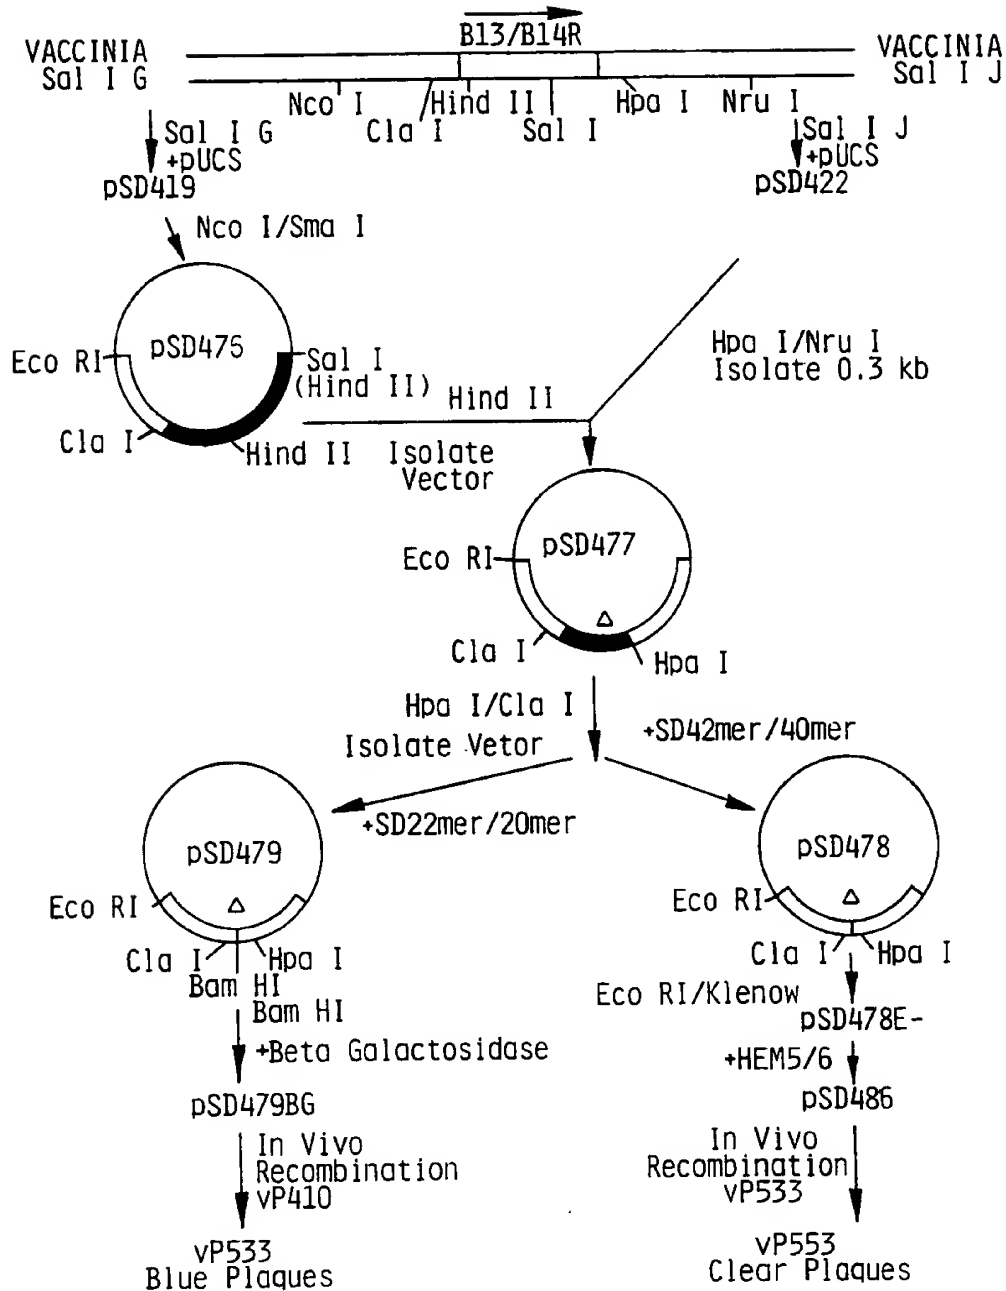 B13/B14R
VACCINIA
Sal I G
VACCINIA
Sal I J
Nco I
Cla I
Hind II
Sal I
Hpa I
Nru I
Sal I G
+pUCS
pSD419
Sal I J
+pUCS
pSD422
Nco I/Sma I
pSD476
Eco RI
Sal I
(Hind II)
Cla I
Hind II
Hind II
Isolate
Vector
Hpa I/Nru I
Isolate 0.3 kb
pSD477
Eco RI
Cla I
Hpa I
Hpa I/Cla I
Isolate Vetor
+SD42mer/40mer
+SD22mer/20mer
pSD479
Eco RI
Cla I
Hpa I
Bam HI
Bam HI
+Beta Galactosidase
pSD479BG
In Vivo
Recombination
vP410
vP533
Blue Plaques
pSD478
Eco RI
Cla I
Hpa I
Eco RI/Klenow
pSD478E-
+HEM5/6
pSD486
In Vivo
Recombination
vP533
vP553
Clear Plaques